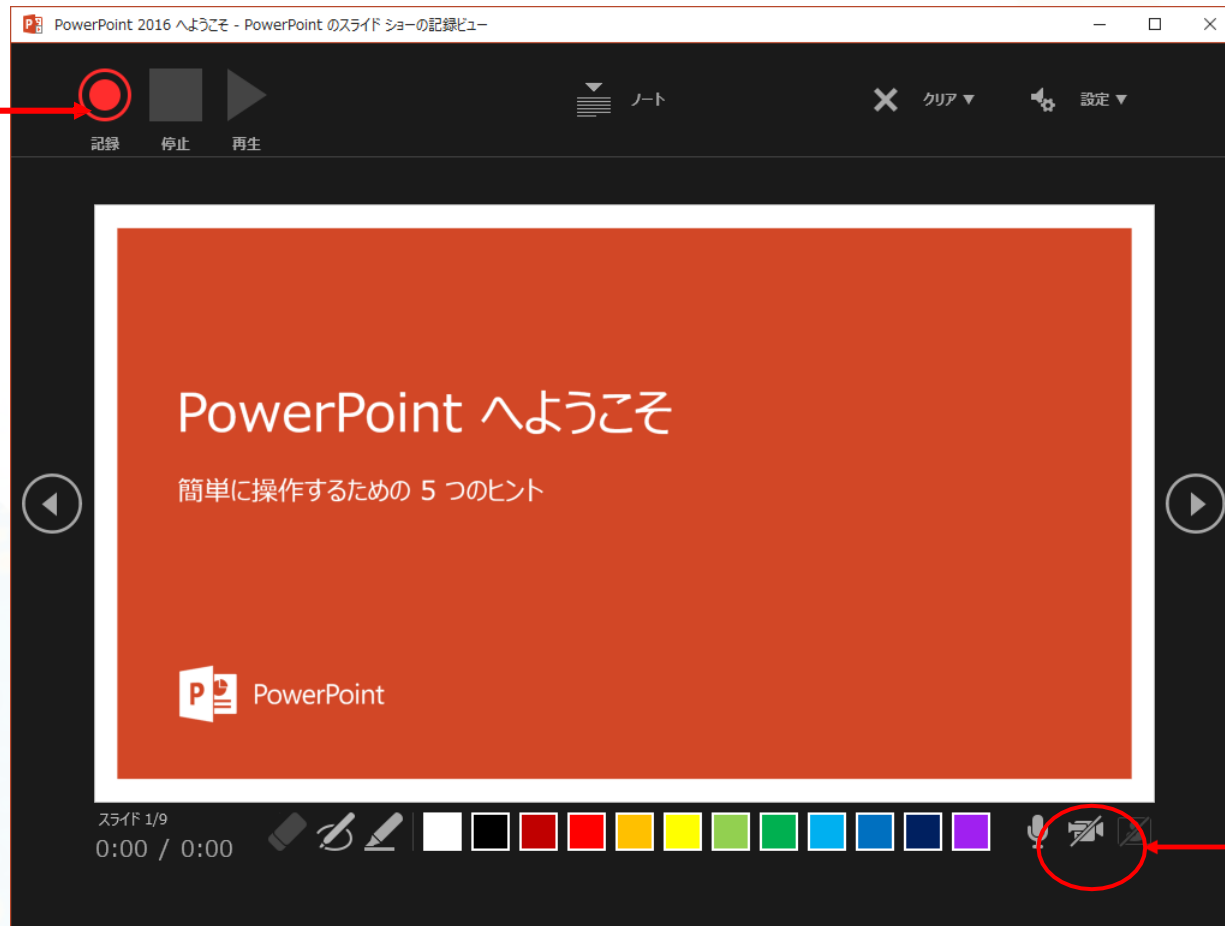 PowerPoint 2016 へようこそ - PowerPoint のスライド ショーの記録ビュー
記録 停止 再生 ノート クリア ▼ 設定 ▼
PowerPoint へようこそ
簡単に操作するための 5 つのヒント
P PowerPoint
スライド 1/9
0:00 / 0:00